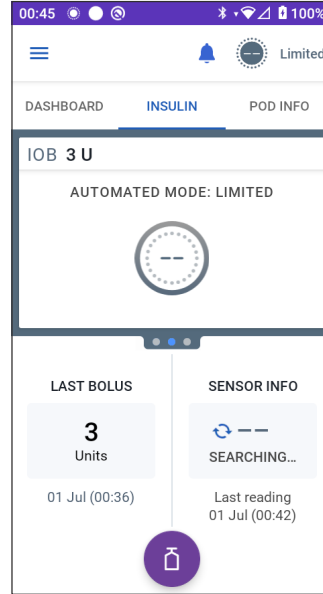 00:45 100%
Limited
DASHBOARD INSULIN POD INFO
IOB 3 U
AUTOMATED MODE: LIMITED
--
LAST BOLUS
3
Units
01 Jul (00:36)
SENSOR INFO
--
SEARCHING...
Last reading
01 Jul (00:42)